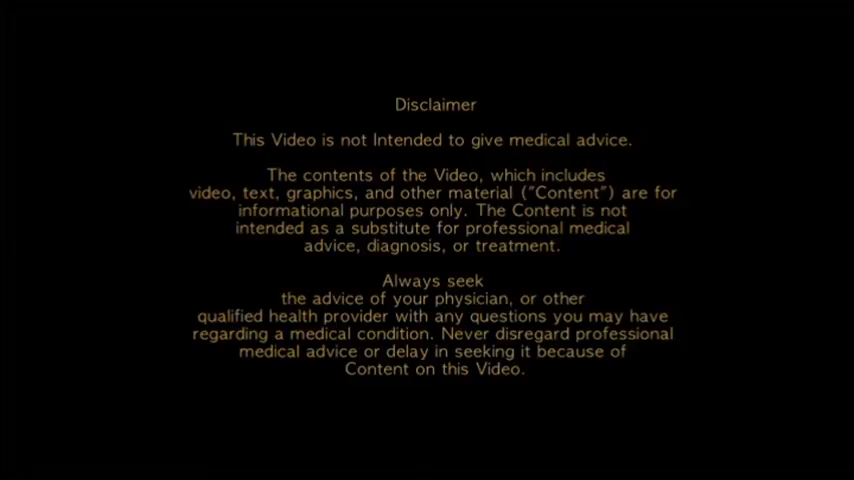 Disclaimer
This Video is not Intended to give medical advice.
The contents of the Video, which includes
video, text, graphics, and other material ("Content") are for
informational purposes only. The Content is not
intended as a substitute for professional medical
advice, diagnosis, or treatment.
Always seek
the advice of your physician, or other
qualified health provider with any questions you may have
regarding a medical condition. Never disregard professional
medical advice or delay in seeking it because of
Content on this Video.